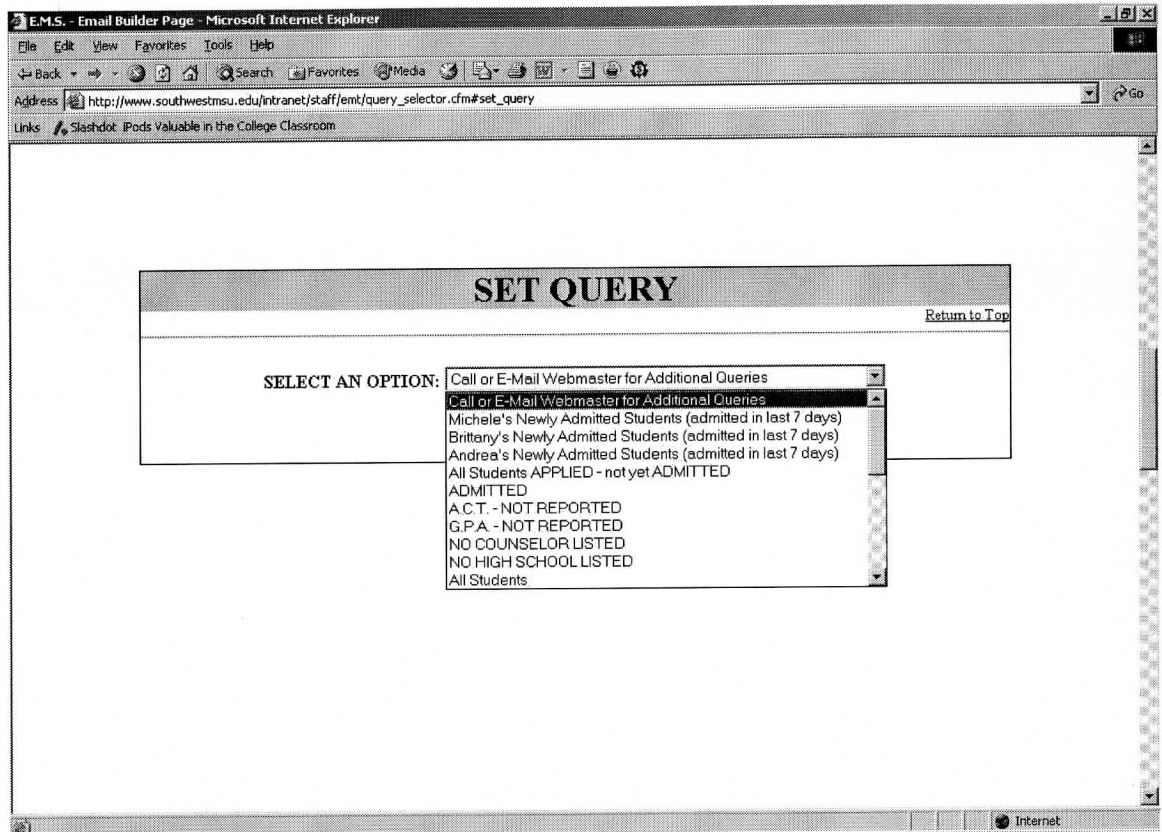 E.M.S. - Email Builder Page - Microsoft Internet Explorer
File Edit View Favorites Tools Help
Back Search Favorites Media
Address http://www.southwestmsu.edu/intranet/staff/emt/query_selector.cfm#set_query Go
Links Slashdot iPods Valuable in the College Classroom
SET QUERY
Return to Top
SELECT AN OPTION: Call or E-Mail Webmaster for Additional Queries
Call or E-Mail Webmaster for Additional Queries
Michele's Newly Admitted Students (admitted in last 7 days)
Brittany's Newly Admitted Students (admitted in last 7 days)
Andrea's Newly Admitted Students (admitted in last 7 days)
All Students APPLIED - not yet ADMITTED
ADMITTED
A.C.T. - NOT REPORTED
G.P.A. - NOT REPORTED
NO COUNSELOR LISTED
NO HIGH SCHOOL LISTED
All Students
Internet